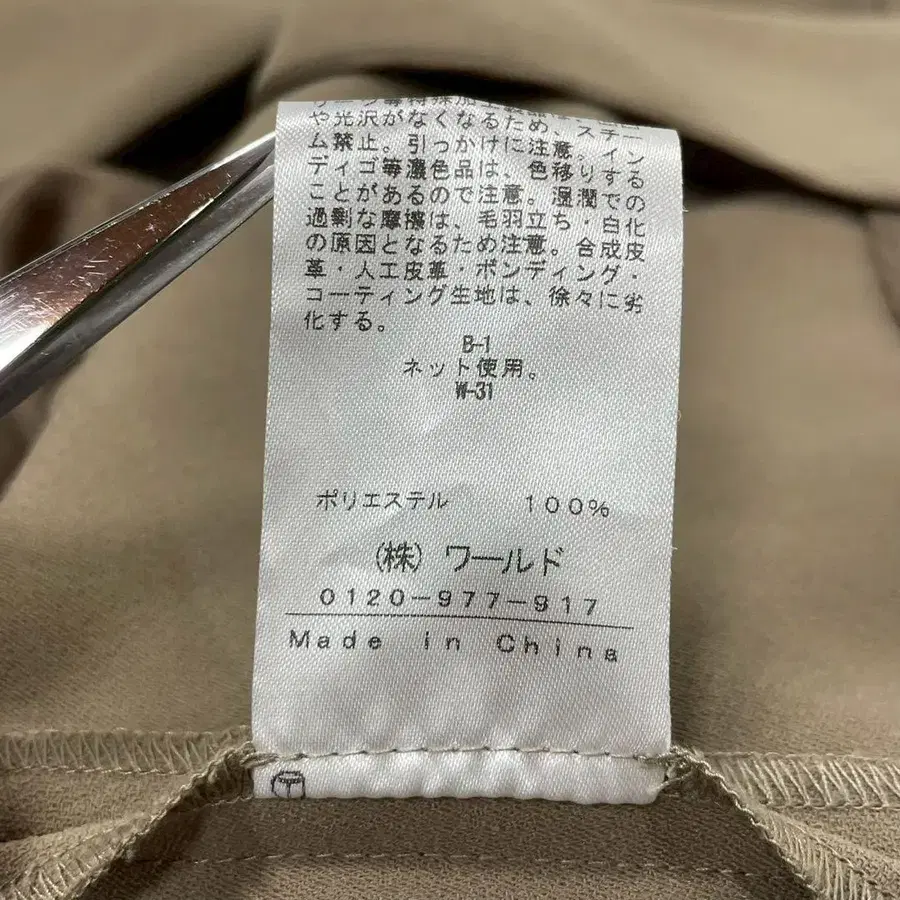 や光沢がなくなるため、スチー
ム禁止。引っかけに注意。イン
ディゴ等濃色品は、色移りする
ことがあるので注意。湿潤での
過剰な摩擦は、毛羽立ち・白化
の原因となるため注意。合成皮
革・人工皮革・ボンディング・
コーティング生地は、徐々に劣
化する。
B-1
ネット使用。
W-31
ポリエステル 100%
(株)ワールド
0120-977-917
Made in China